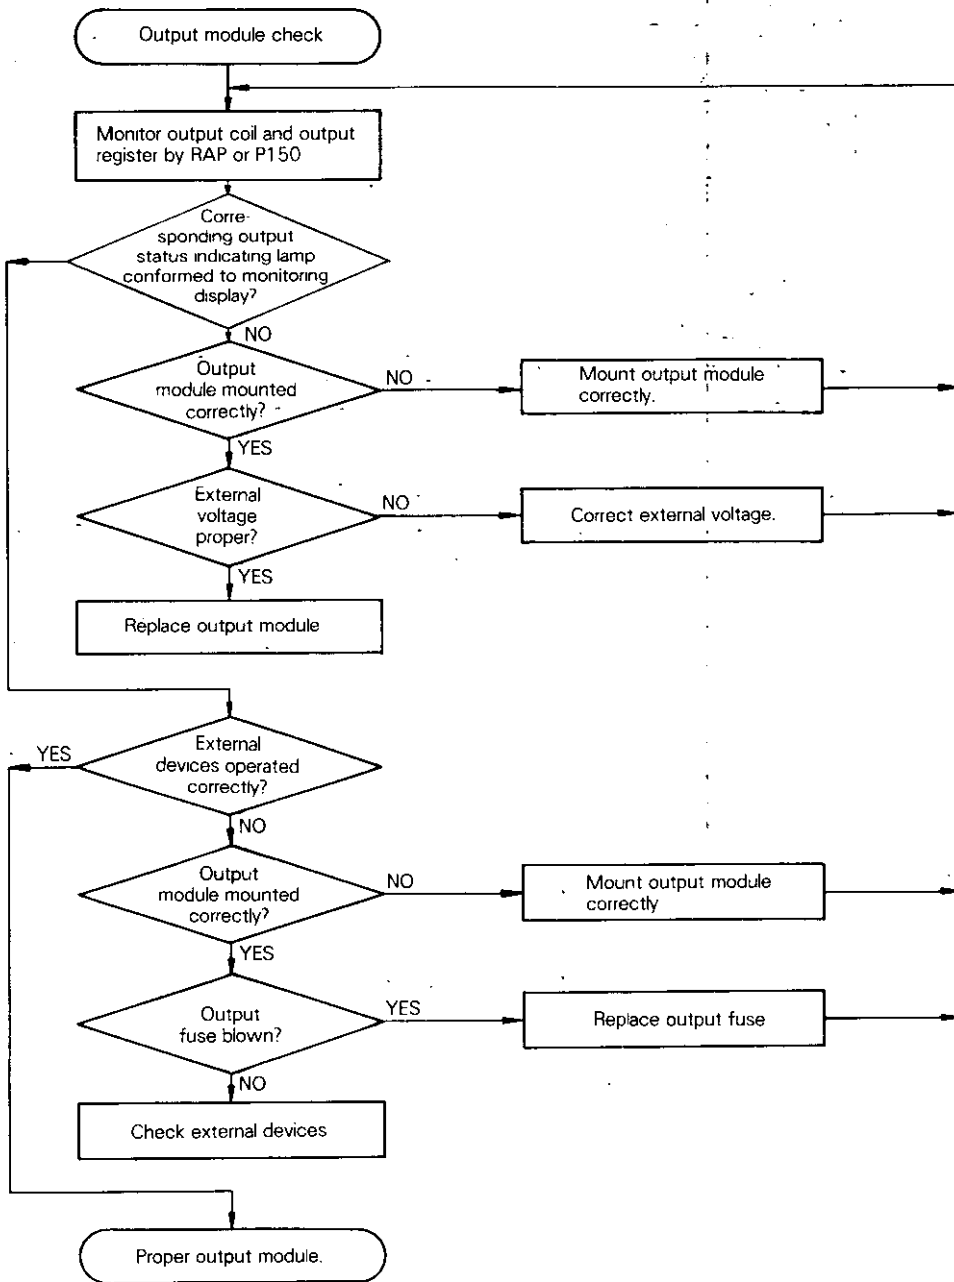 Output module check
Monitor output coil and output
register by RAP or P150
Corre-
sponding output
status indicating lamp
conformed to monitoring
display?
NO
Output
module mounted
correctly?
NO
Mount output module
correctly.
YES
External
voltage
proper?
NO
Correct external voltage.
YES
Replace output module
YES
External
devices operated
correctly?
NO
Output
module mounted
correctly?
NO
Mount output module
correctly
YES
Output
fuse blown?
YES
Replace output fuse
NO
Check external devices
Proper output module.